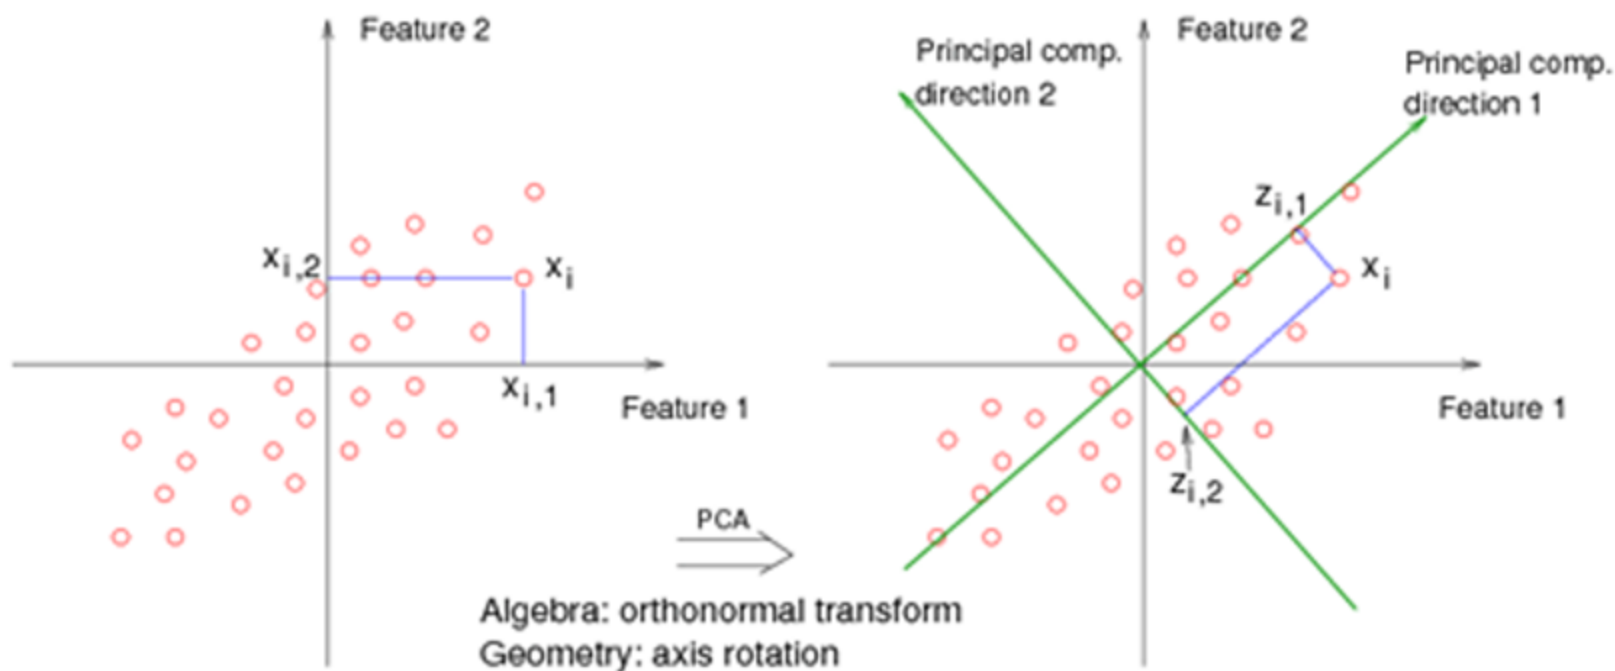 Feature 2
x i,2
x i
x i,1
Feature 1
PCA
Algebra: orthonormal transform
Geometry: axis rotation
Feature 2
Principal comp.
direction 2
Principal comp.
direction 1
z i,1
x i
Feature 1
z i,2